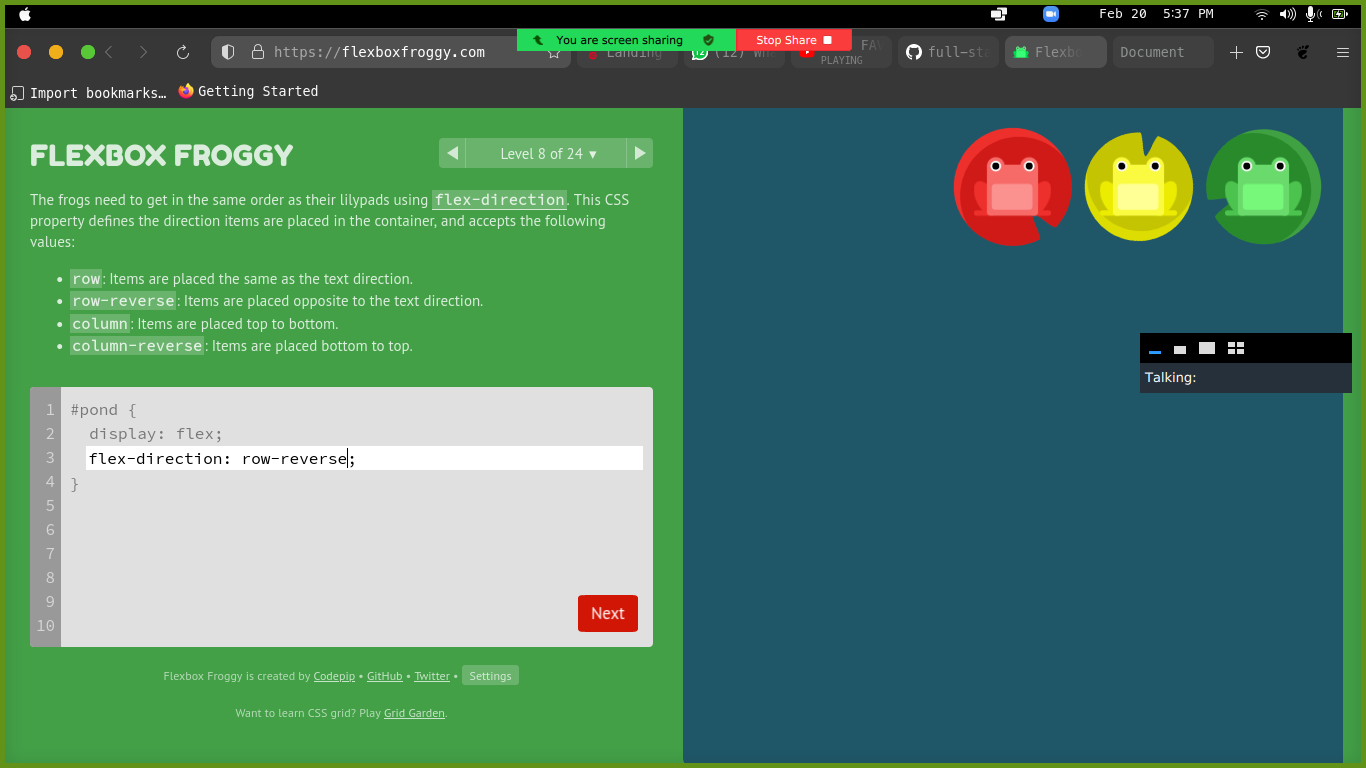 Feb 20 5:37 PM
You are screen sharing Stop Share
https://flexboxfroggy.com
Landing
(12) Wh
FA
PLAYING
full-st
Flexbo
Document
Import bookmarks… Getting Started
FLEXBOX FROGGY
Level 8 of 24 ▾
The frogs need to get in the same order as their lilypads using flex-direction. This CSS
property defines the direction items are placed in the container, and accepts the following
values:
• row: Items are placed the same as the text direction.
• row-reverse: Items are placed opposite to the text direction.
• column: Items are placed top to bottom.
• column-reverse: Items are placed bottom to top.
1 #pond {
2 display: flex;
3 flex-direction: row-reverse;
4 }
5
6
7
8
9
10
Next
Flexbox Froggy is created by Codepip • GitHub • Twitter • Settings
Want to learn CSS grid? Play Grid Garden.
Talking: